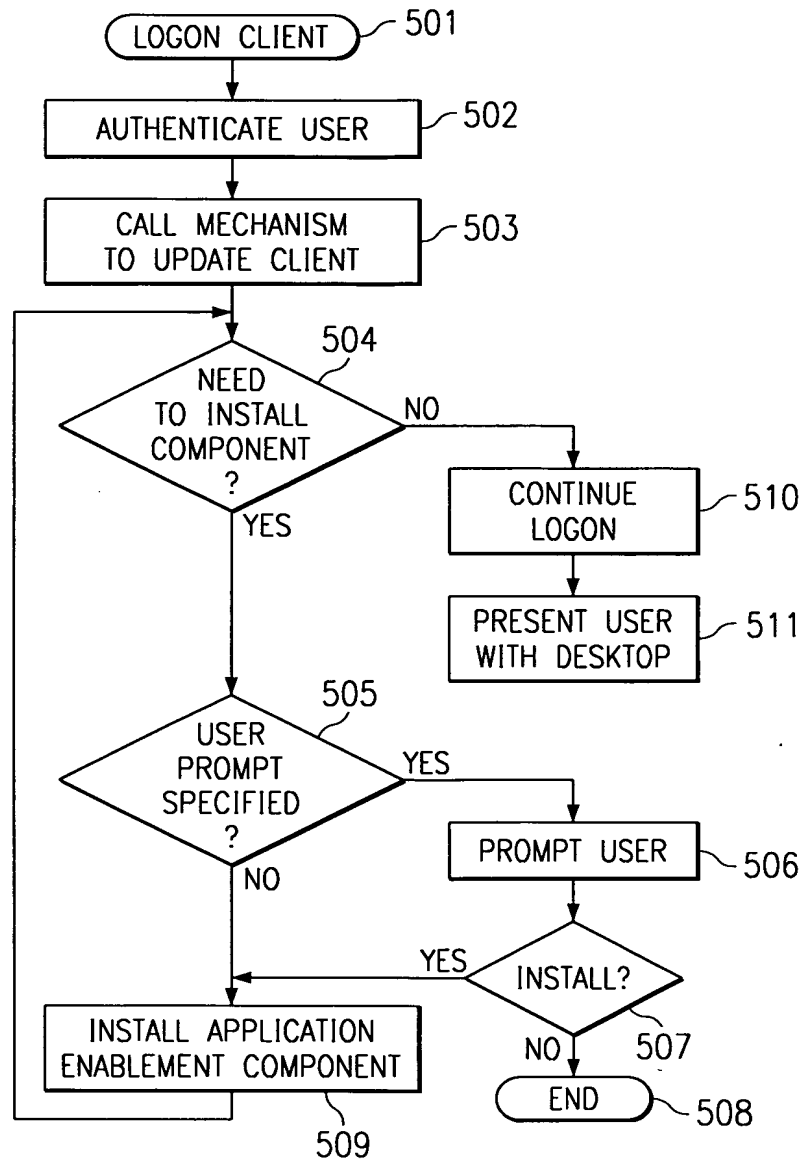 LOGON CLIENT
501
AUTHENTICATE USER
502
CALL MECHANISM
TO UPDATE CLIENT
503
504
NEED
TO INSTALL
COMPONENT
?
NO
YES
CONTINUE
LOGON
510
PRESENT USER
WITH DESKTOP
511
505
USER
PROMPT
SPECIFIED
?
YES
NO
PROMPT USER
506
YES
INSTALL?
507
NO
INSTALL APPLICATION
ENABLEMENT COMPONENT
509
END
508